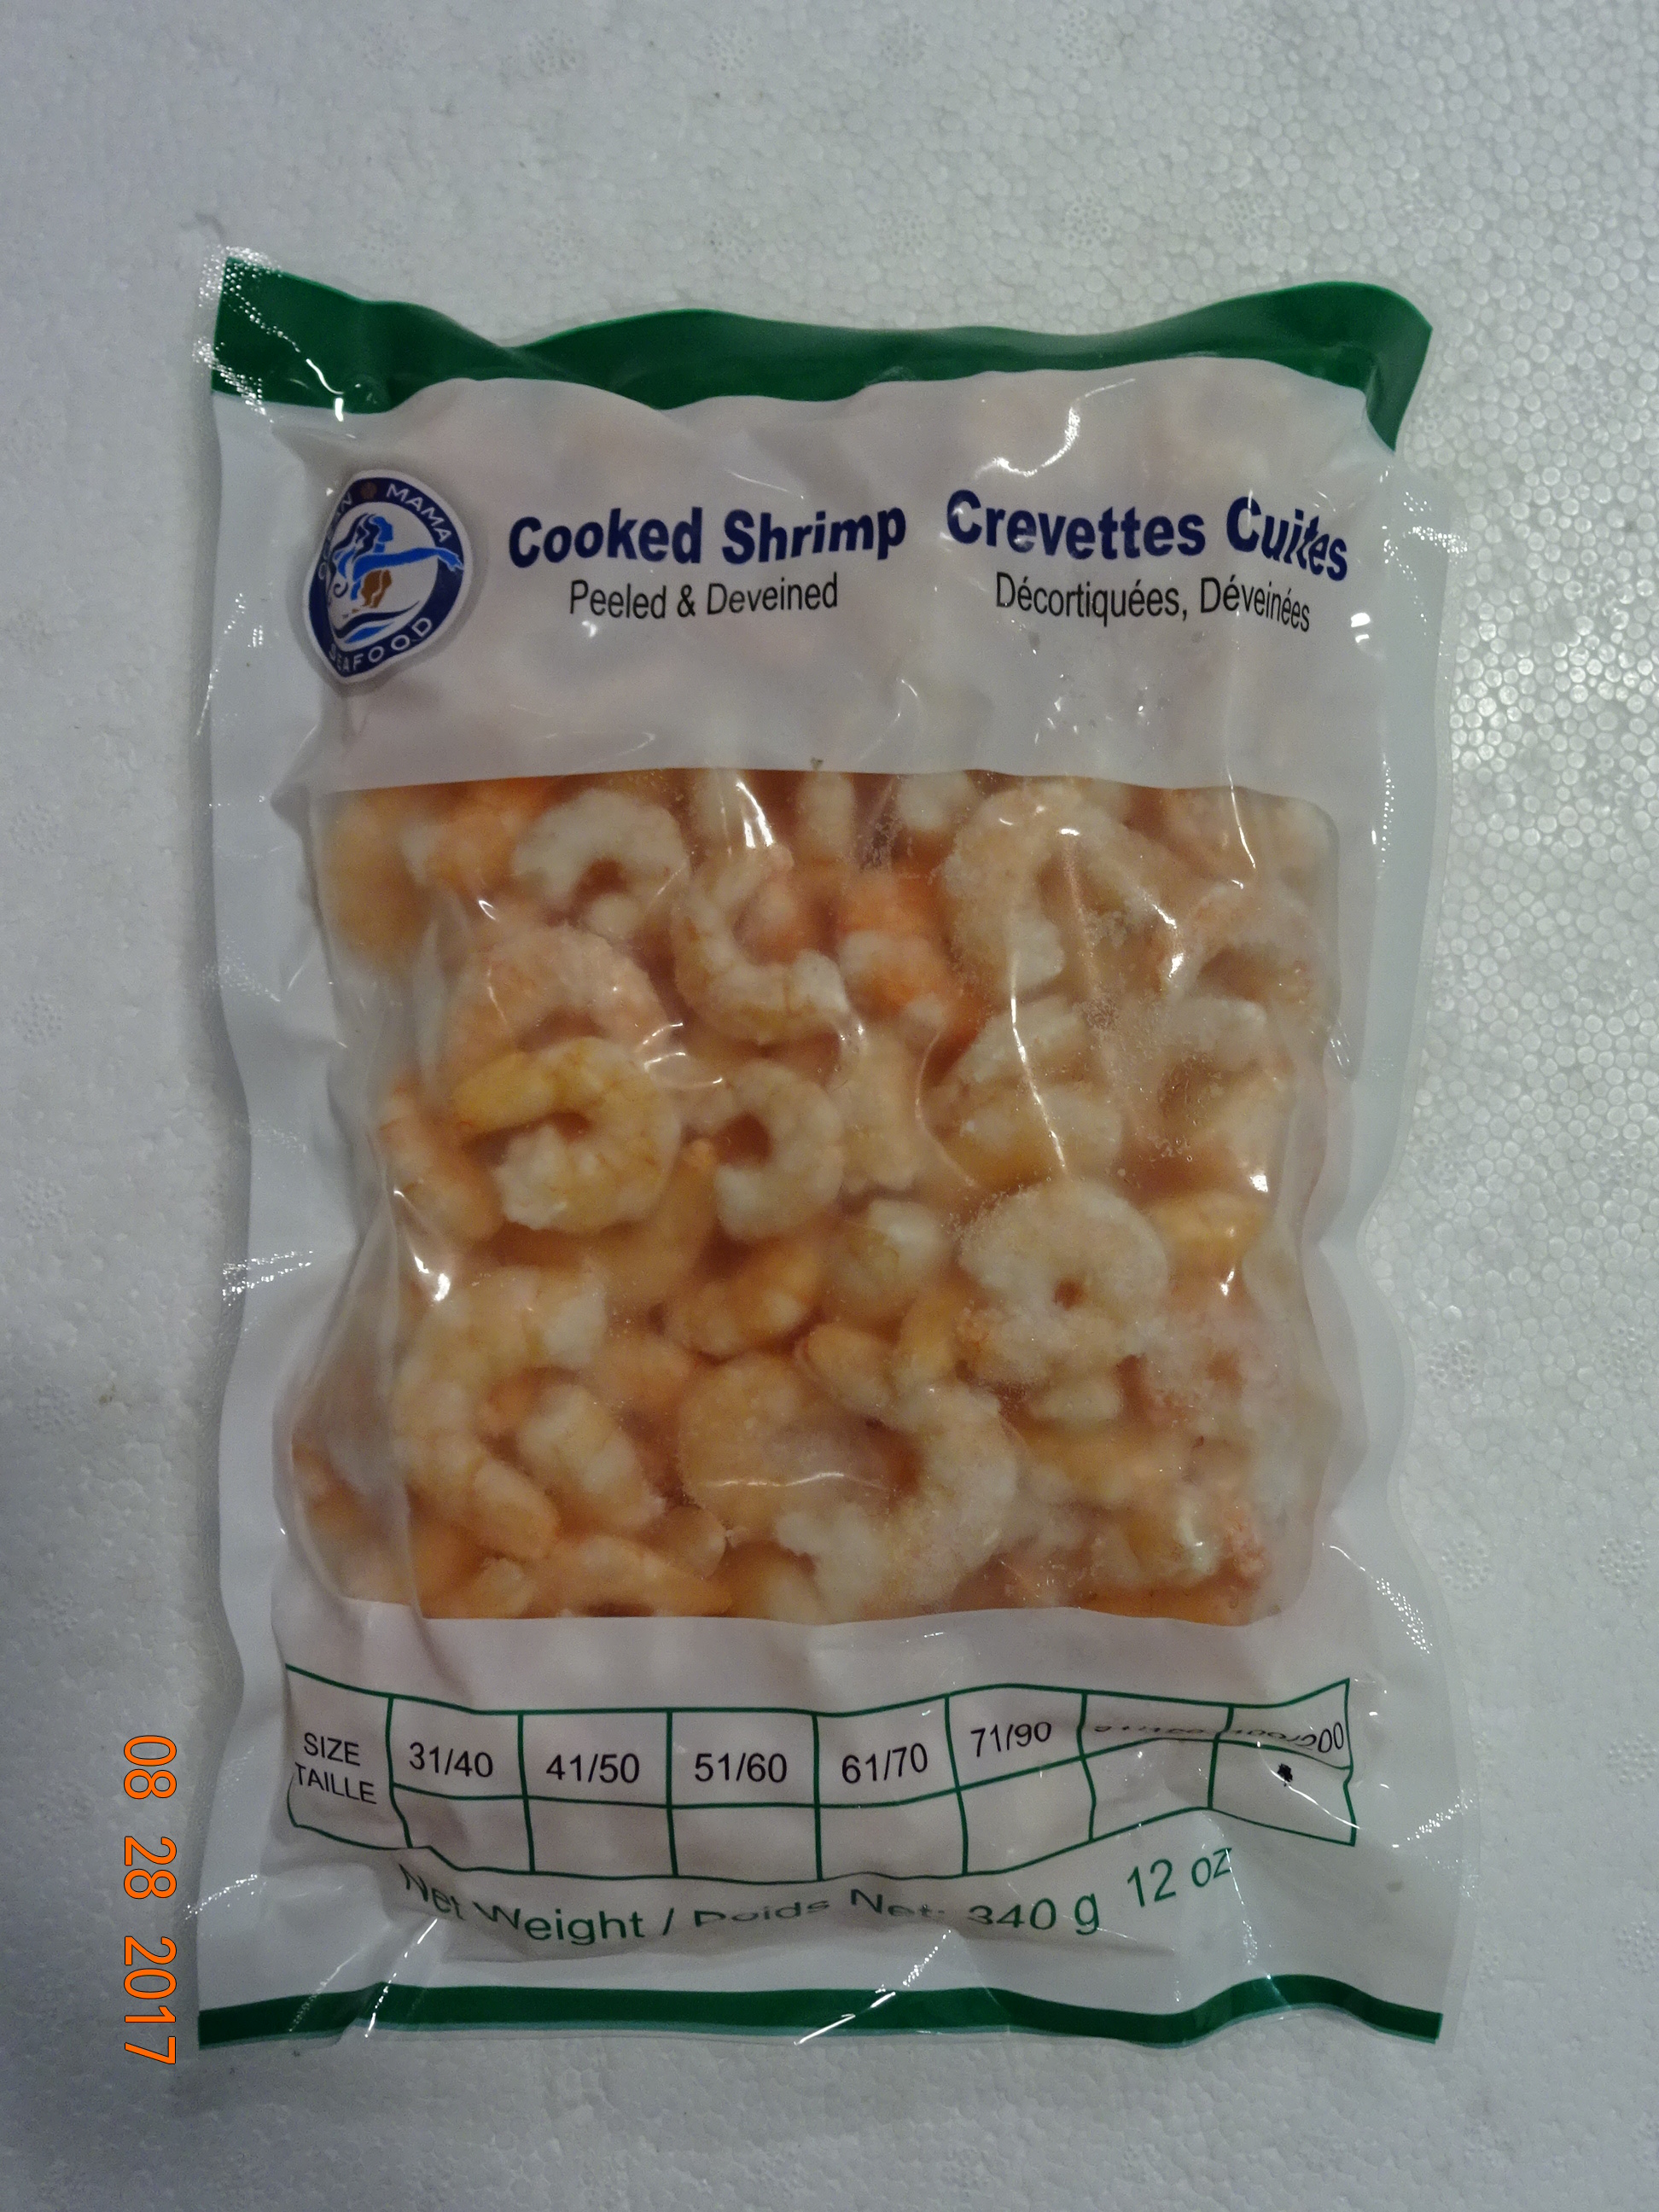 MAMA
SEAFOOD
Cooked Shrimp
Peeled & Deveined
Crevettes Cuites
Décortiquées, Déveinées
SIZE
TAILLE
31/40 41/50 51/60 61/70 71/90
Net Weight / Poids Net: 340 g 12 oz
08 28 2017